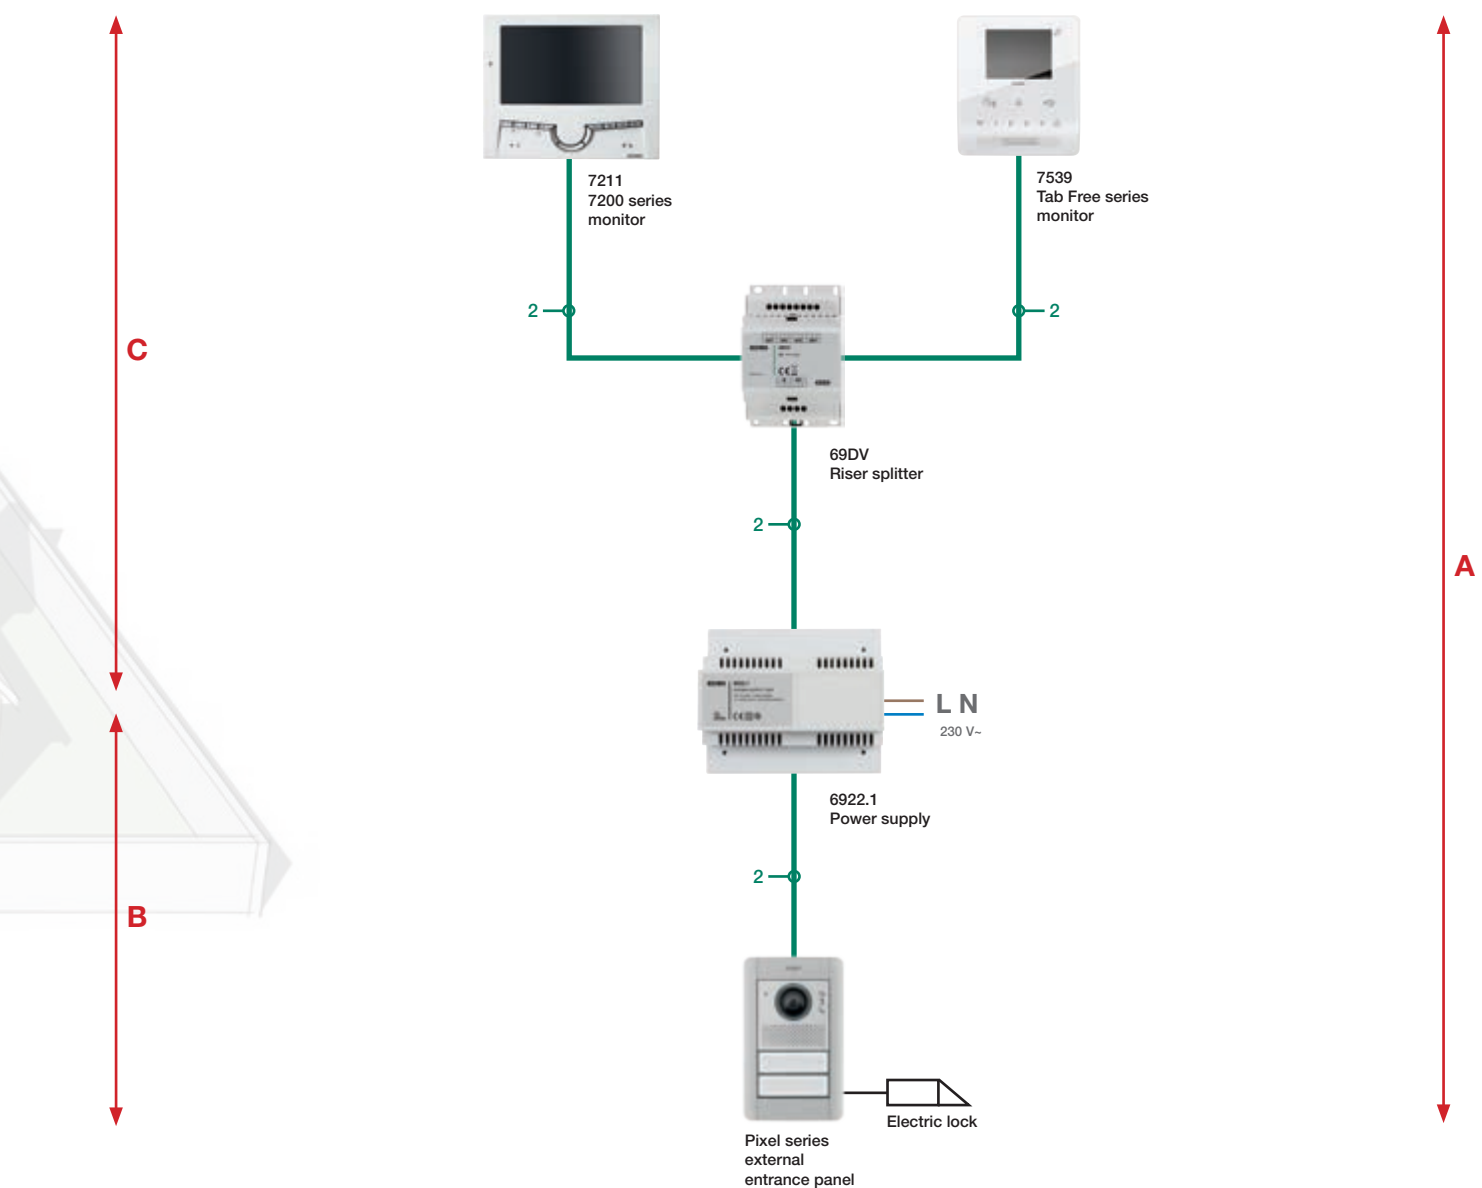 7211
7200 series
monitor
7539
Tab Free series
monitor
2
2
C
69DV
Riser splitter
2
A
L N
230 V~
6922.1
Power supply
2
B
Electric lock
Pixel series
external
entrance panel